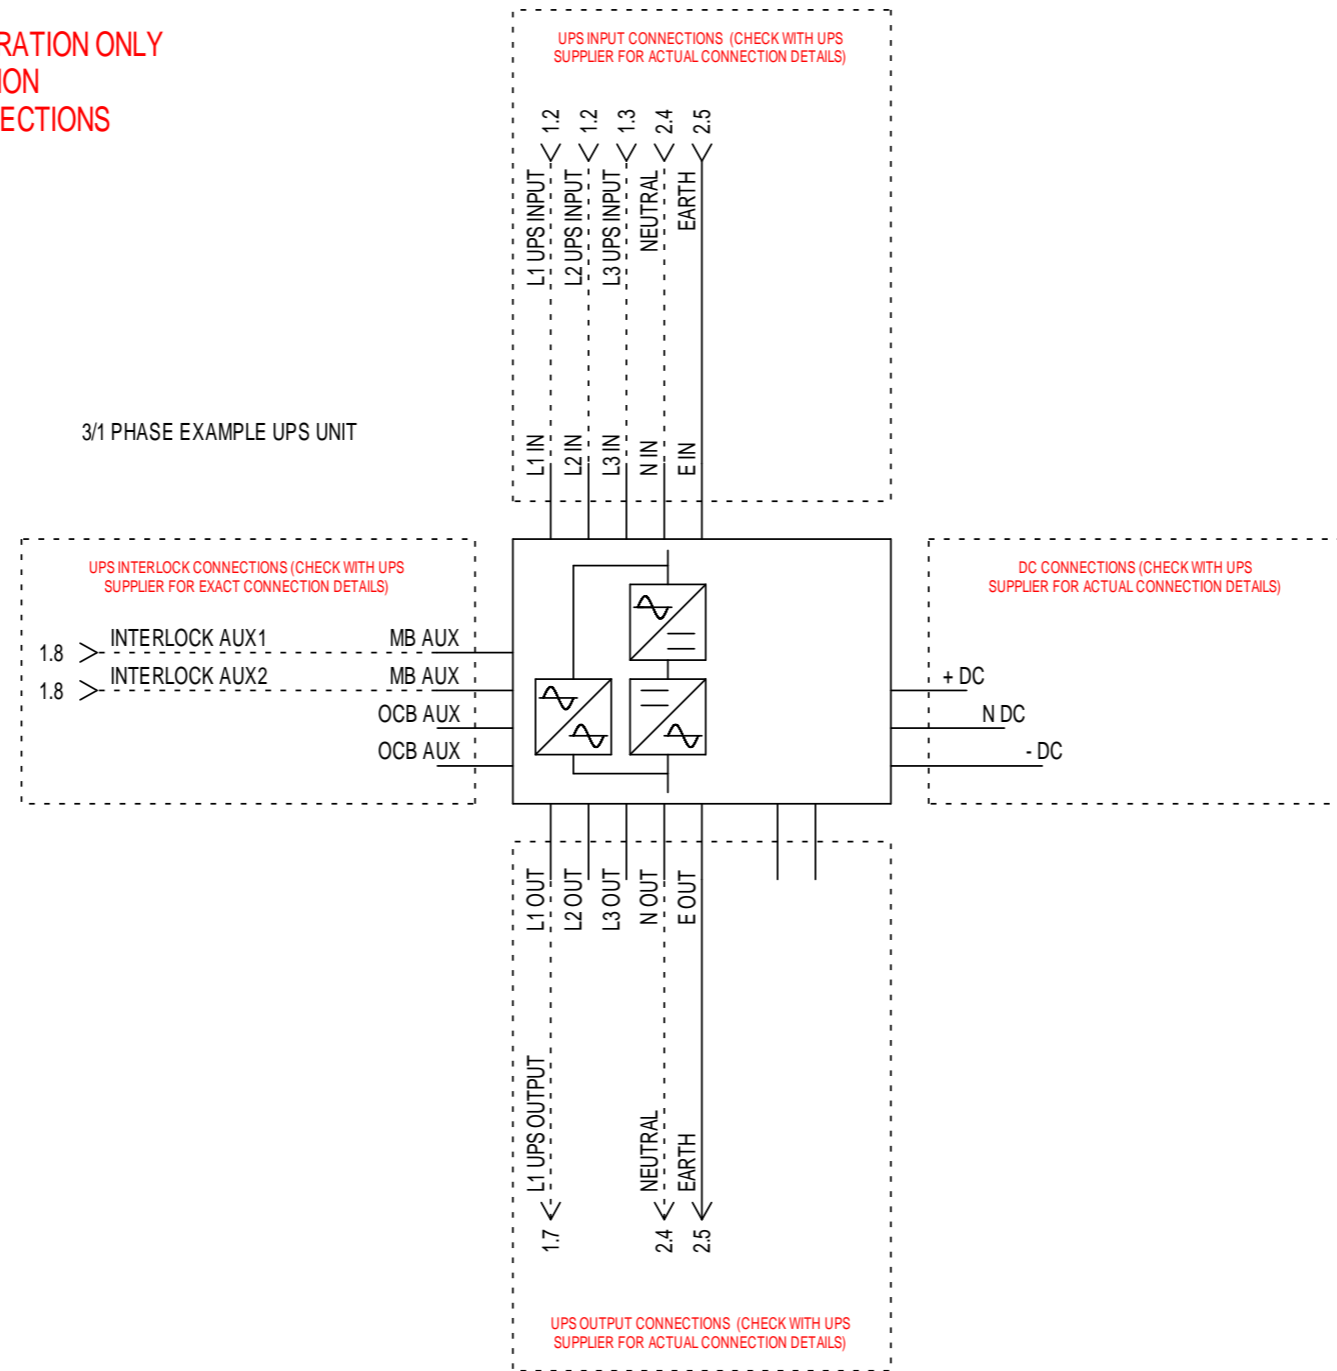 RATION ONLY
ION
ECTIONS
UPS INPUT CONNECTIONS (CHECK WITH UPS
SUPPLIER FOR ACTUAL CONNECTION DETAILS)
1.2
1.2
1.3
2.4
2.5
L1 UPS INPUT
L2 UPS INPUT
L3 UPS INPUT
NEUTRAL
EARTH
3/1 PHASE EXAMPLE UPS UNIT
L1 IN
L2 IN
L3 IN
N IN
E IN
UPS INTERLOCK CONNECTIONS (CHECK WITH UPS
SUPPLIER FOR EXACT CONNECTION DETAILS)
1.8 INTERLOCK AUX1 MB AUX
1.8 INTERLOCK AUX2 MB AUX
OCB AUX
OCB AUX
DC CONNECTIONS (CHECK WITH UPS
SUPPLIER FOR ACTUAL CONNECTION DETAILS)
+ DC
N DC
- DC
L1 OUT
L2 OUT
L3 OUT
N OUT
E OUT
L1 UPS OUTPUT
NEUTRAL
EARTH
1.7
2.4
2.5
UPS OUTPUT CONNECTIONS (CHECK WITH UPS
SUPPLIER FOR ACTUAL CONNECTION DETAILS)